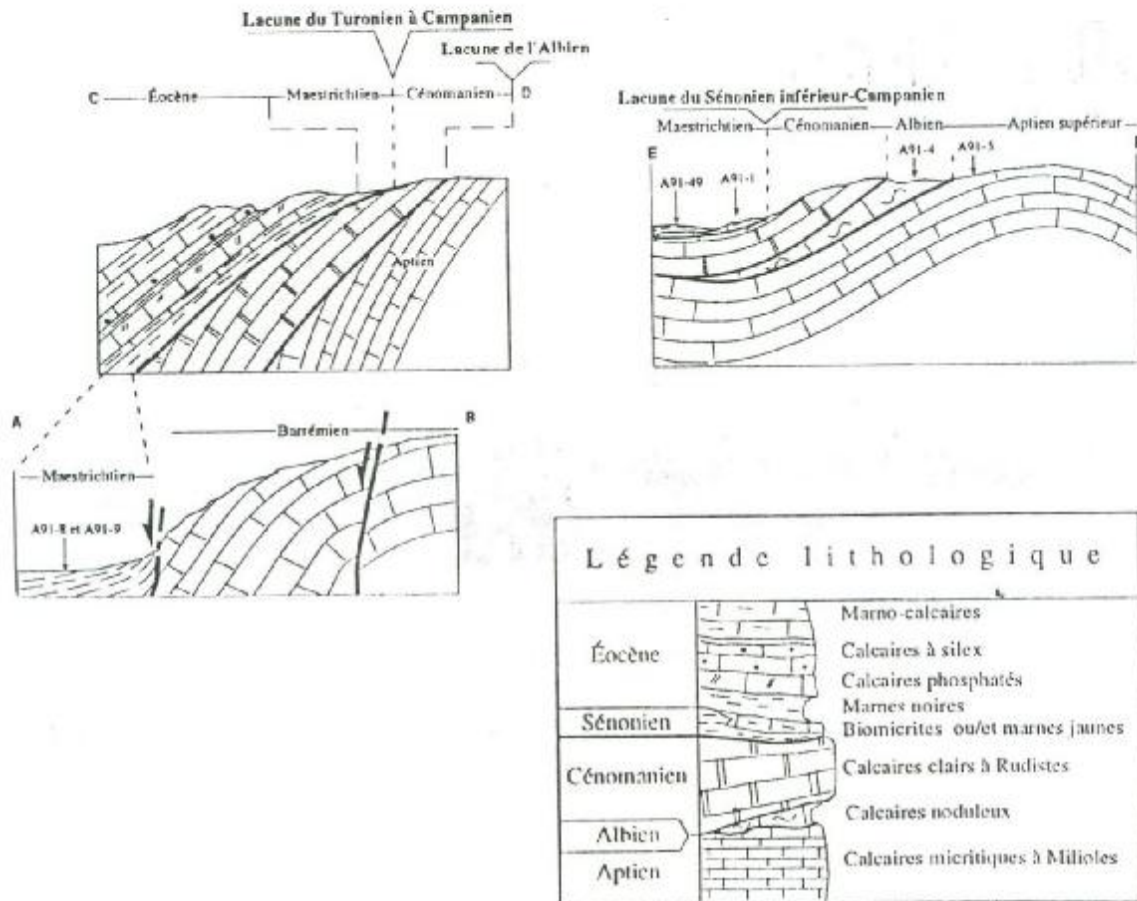 Lacune du Turonien à Campanien
Lacune de l'Albien
C Éocène Maestrichtien Cénomanien D
Aptien
Lacune du Sénonien inférieur-Campanien
Maestrichtien Cénomanien Albien Aptien supérieur
E
A91-49 A91-1 A91-4 A91-5
A B
Barrémien
Maestrichtien
A91-8 et A91-9
Légende lithologique
Éocène
Marno-calcaires
Calcaires à silex
Calcaires phosphatés
Marnes noires
Sénonien
Biomicrites ou/et marnes jaunes
Cénomanien
Calcaires clairs à Rudistes
Calcaires noduleux
Albien
Aptien
Calcaires micritiques à Milioles